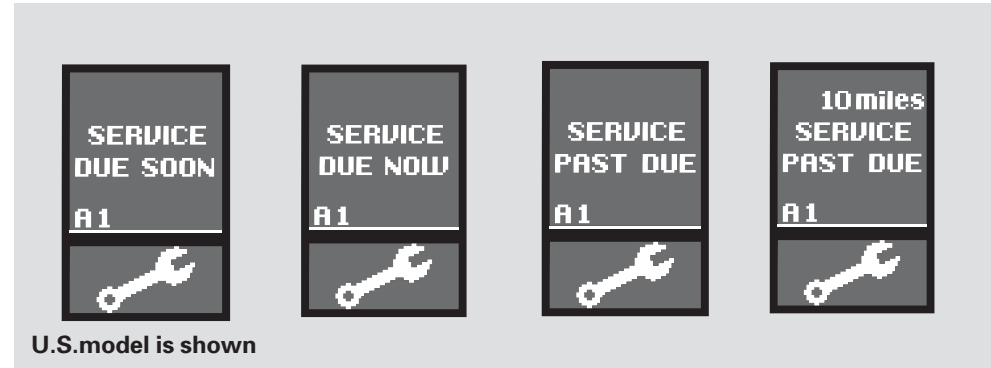 SERVICE
DUE SOON
A1
SERVICE
DUE NOW
A1
SERVICE
PAST DUE
A1
10 miles
SERVICE
PAST DUE
A1
U.S.model is shown